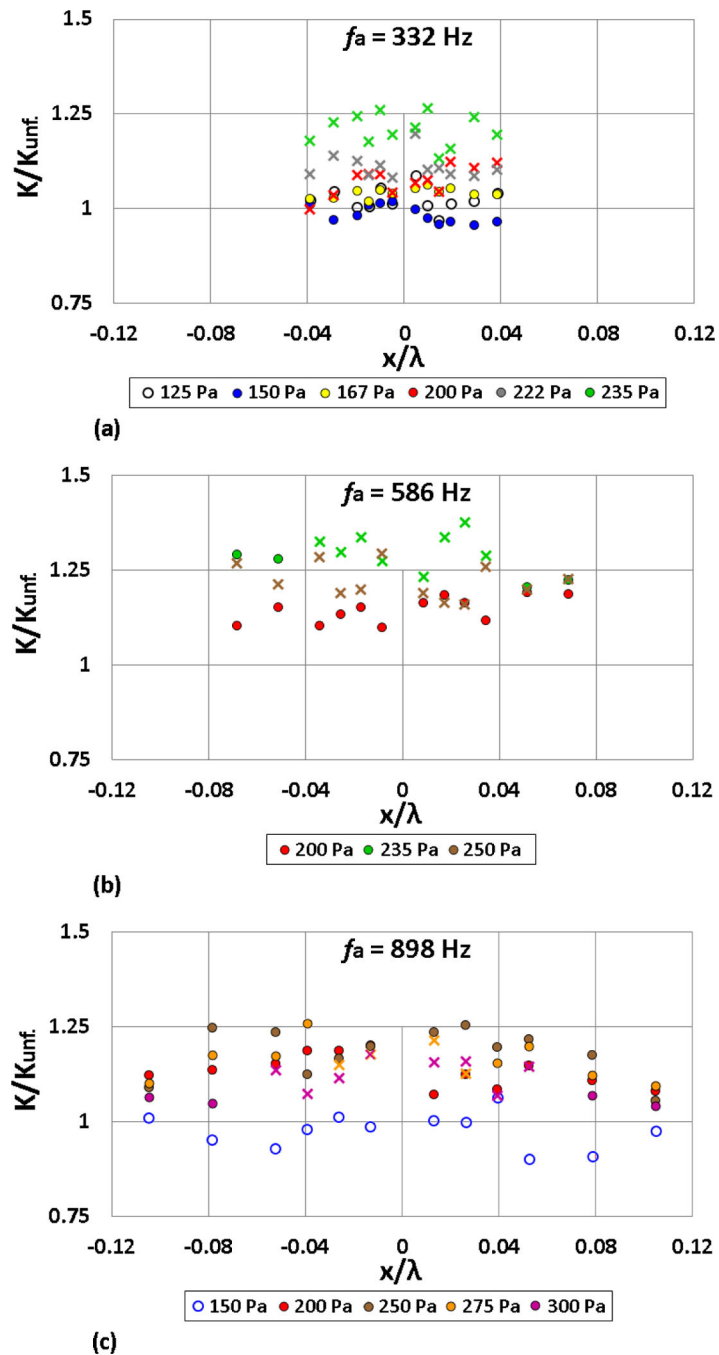 fa = 332 Hz
1.5
1.25
1
0.75
K/Kunf.
-0.12 -0.08 -0.04 0 0.04 0.08 0.12
x/λ
125 Pa 150 Pa 167 Pa 200 Pa 222 Pa 235 Pa
(a)
fa = 586 Hz
1.5
1.25
1
0.75
K/Kunf.
-0.12 -0.08 -0.04 0 0.04 0.08 0.12
x/λ
200 Pa 235 Pa 250 Pa
(b)
fa = 898 Hz
1.5
1.25
1
0.75
K/Kunf.
-0.12 -0.08 -0.04 0 0.04 0.08 0.12
x/λ
150 Pa 200 Pa 250 Pa 275 Pa 300 Pa
(c)